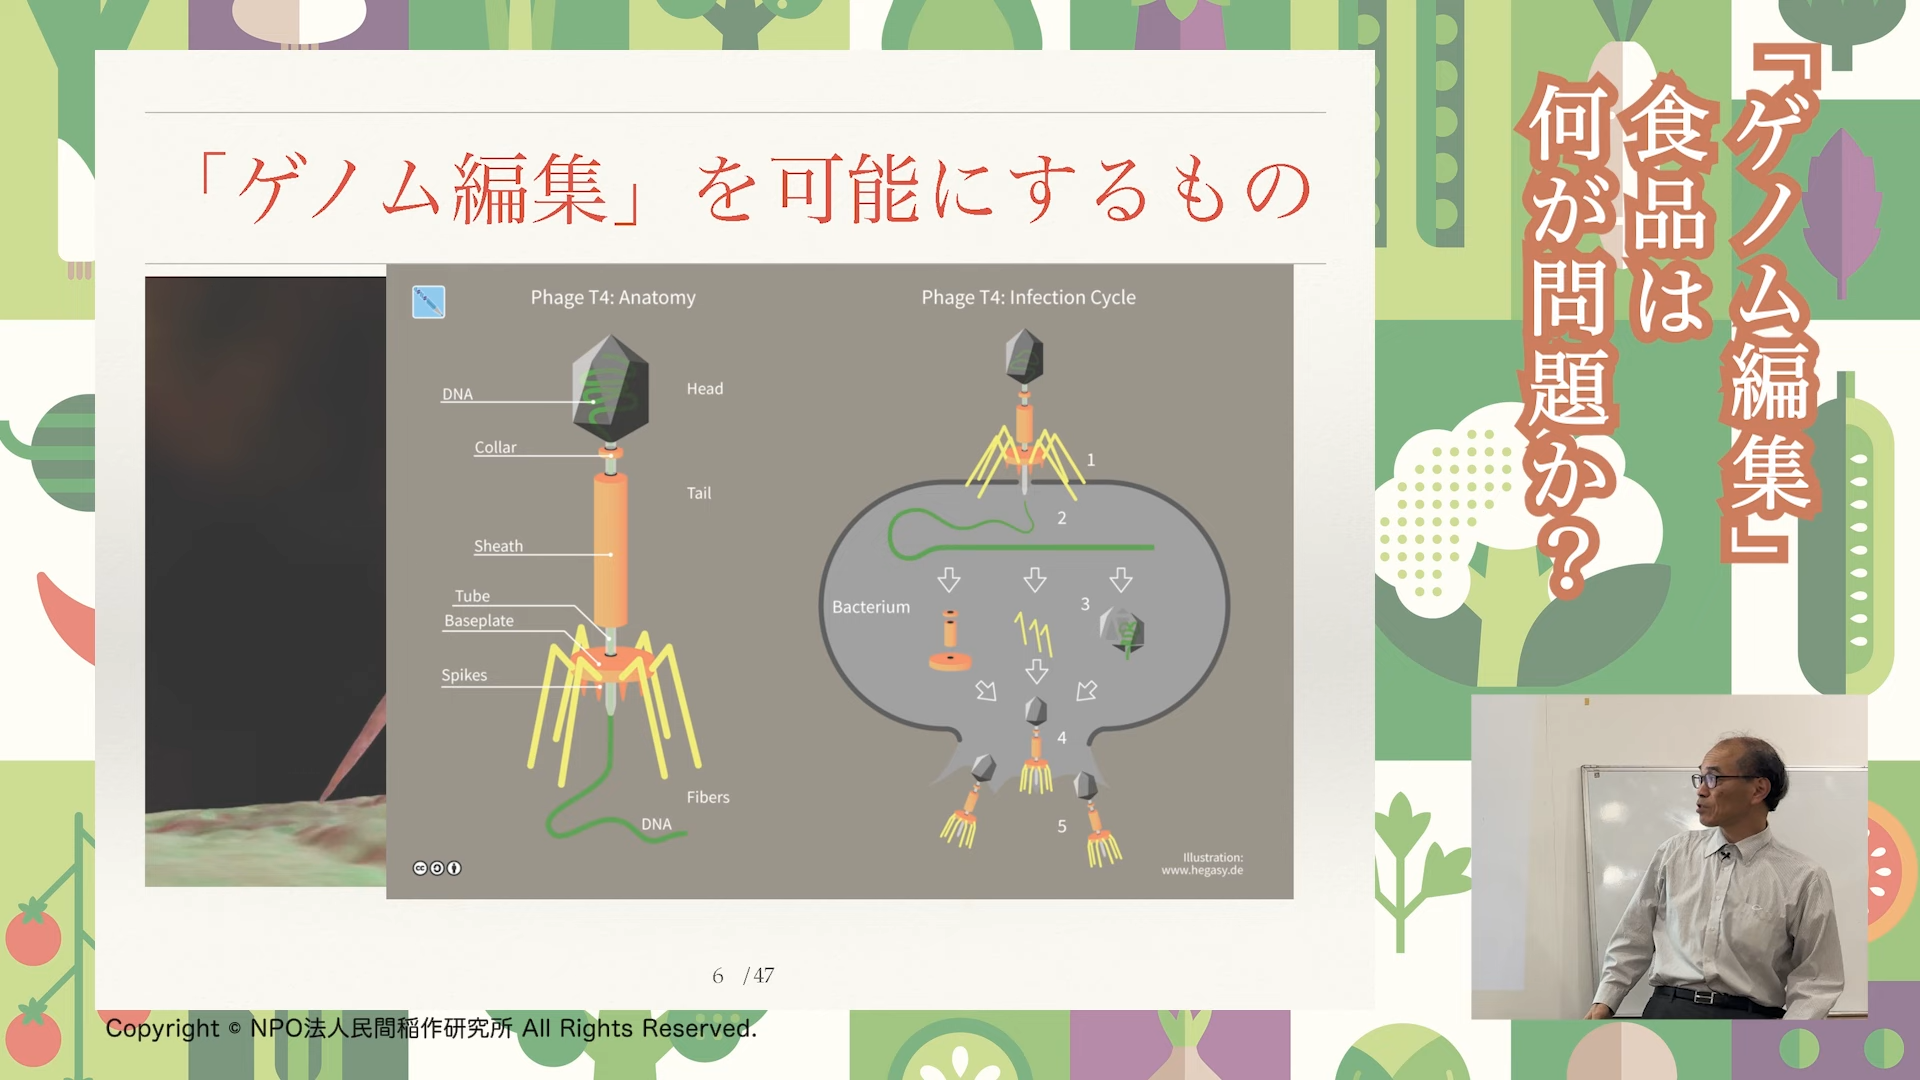 「ゲノム編集」を可能にするもの
Phage T4: Anatomy
DNA
Head
Collar
Tail
Sheath
Tube
Baseplate
Spikes
Fibers
DNA
Phage T4: Infection Cycle
1
2
Bacterium
3
4
5
Illustration:
www.hegasy.de
6 /47
『ゲノム編集』
食品は
何が問題か?
Copyright © NPO法人民間稲作研究所 All Rights Reserved.